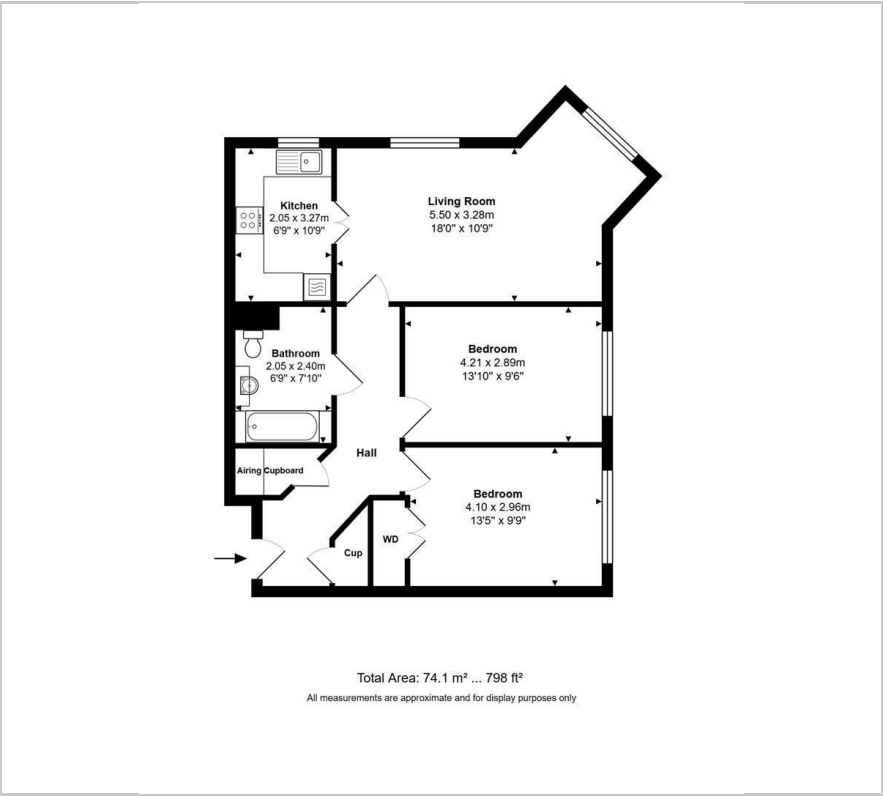 Kitchen
2.05 x 3.27m
6'9" x 10'9"
Living Room
5.50 x 3.28m
18'0" x 10'9"
Bathroom
2.05 x 2.40m
6'9" x 7'10"
Bedroom
4.21 x 2.89m
13'10" x 9'6"
Hall
Airing Cupboard
Bedroom
4.10 x 2.96m
13'5" x 9'9"
WD
Cup
Total Area: 74.1 m² ... 798 ft²
All measurements are approximate and for display purposes only